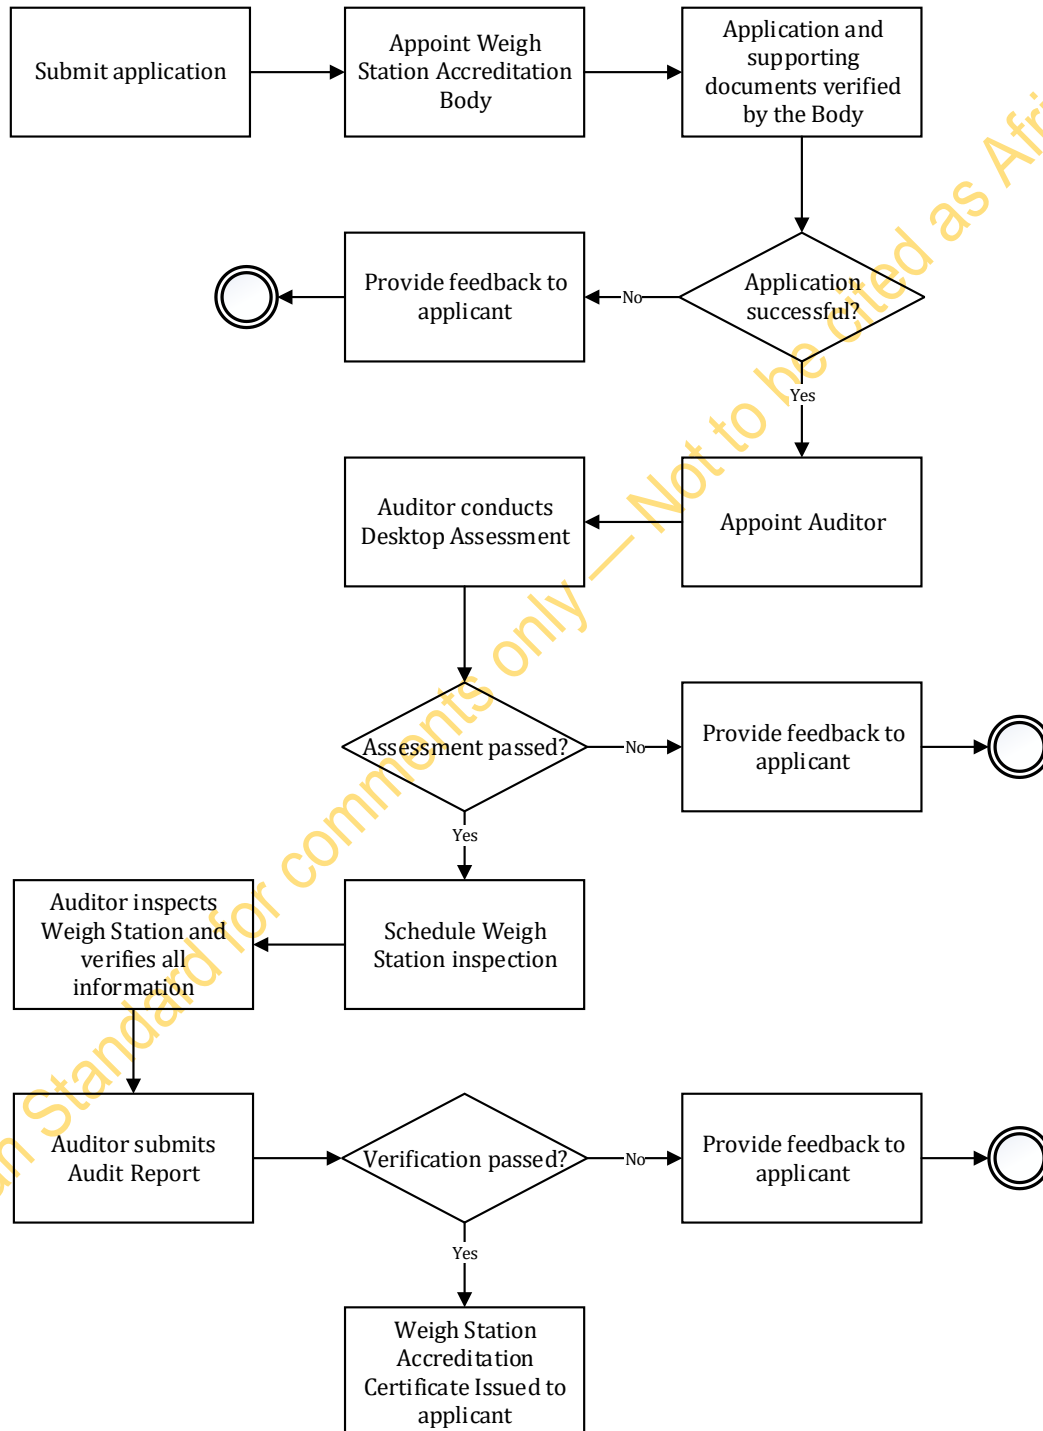 Submit application
Appoint Weigh
Station Accreditation
Body
Application and
supporting
documents verified
by the Body
Provide feedback to
applicant
No
Application
successful?
Yes
Auditor conducts
Desktop Assessment
Appoint Auditor
Assessment passed?
No
Provide feedback to
applicant
Yes
Auditor inspects
Weigh Station and
verifies all
information
Schedule Weigh
Station inspection
Auditor submits
Audit Report
Verification passed?
No
Provide feedback to
applicant
Yes
Weigh Station
Accreditation
Certificate Issued to
applicant
an Standard for comments only — Not to be cited as Afri